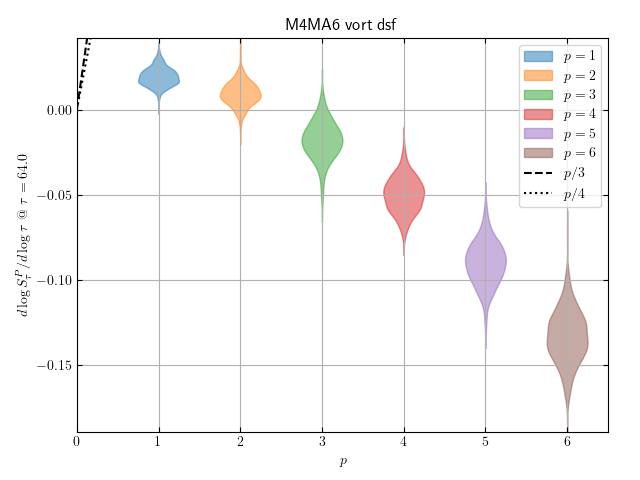 M4MA6 vort dsf
d log S_τ^P / d log τ @ τ = 64.0
0.00
−0.05
−0.10
−0.15
0 1 2 3 4 5 6
p
p = 1
p = 2
p = 3
p = 4
p = 5
p = 6
p/3
p/4